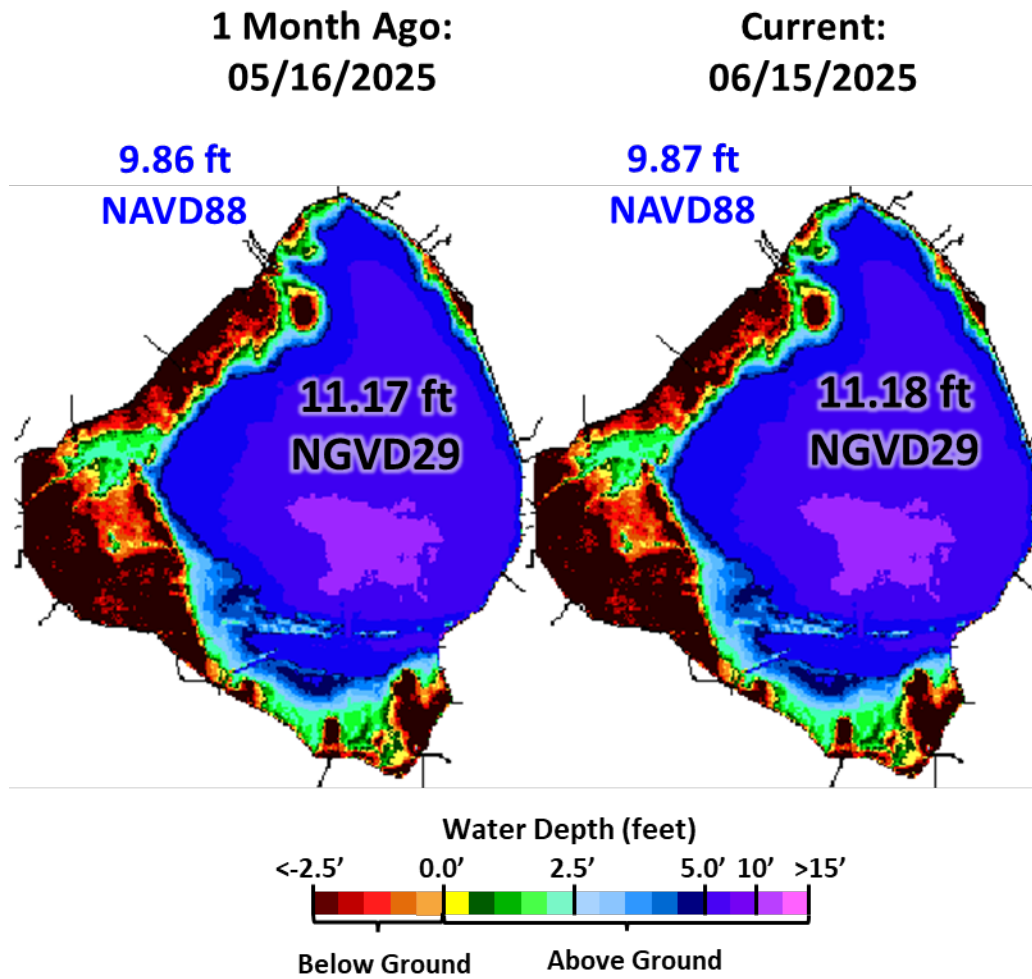 1 Month Ago:
05/16/2025
Current:
06/15/2025
9.86 ft
NAVD88
9.87 ft
NAVD88
11.17 ft
NGVD29
11.18 ft
NGVD29
Water Depth (feet)
<-2.5’ 0.0’ 2.5’ 5.0’ 10’ >15’
Below Ground Above Ground